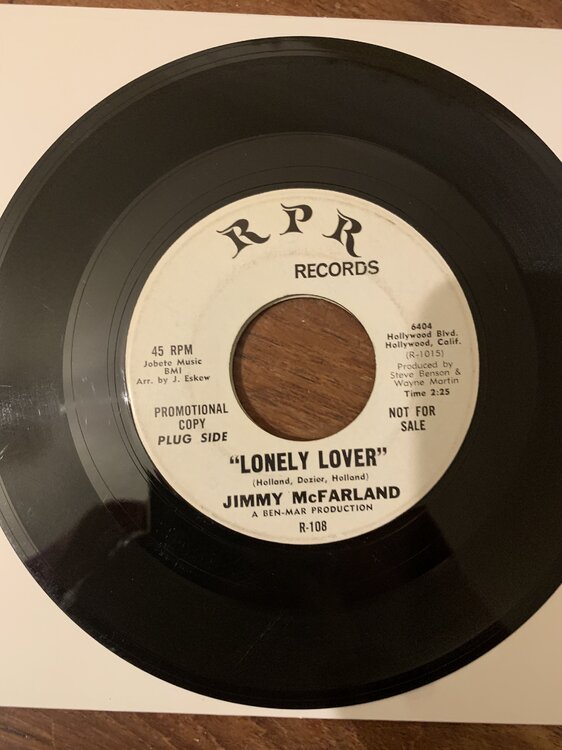 RPR
RECORDS
45 RPM
Jobete Music
BMI
Arr. by J. Eskew
PROMOTIONAL
COPY
PLUG SIDE
6404
Hollywood Blvd.
Hollywood, Calif.
(R-1015)
Produced by
Steve Benson &
Wayne Martin
Time 2:25
NOT FOR
SALE
"LONELY LOVER"
(Holland, Dozier, Holland)
JIMMY McFARLAND
A BEN-MAR PRODUCTION
R-108